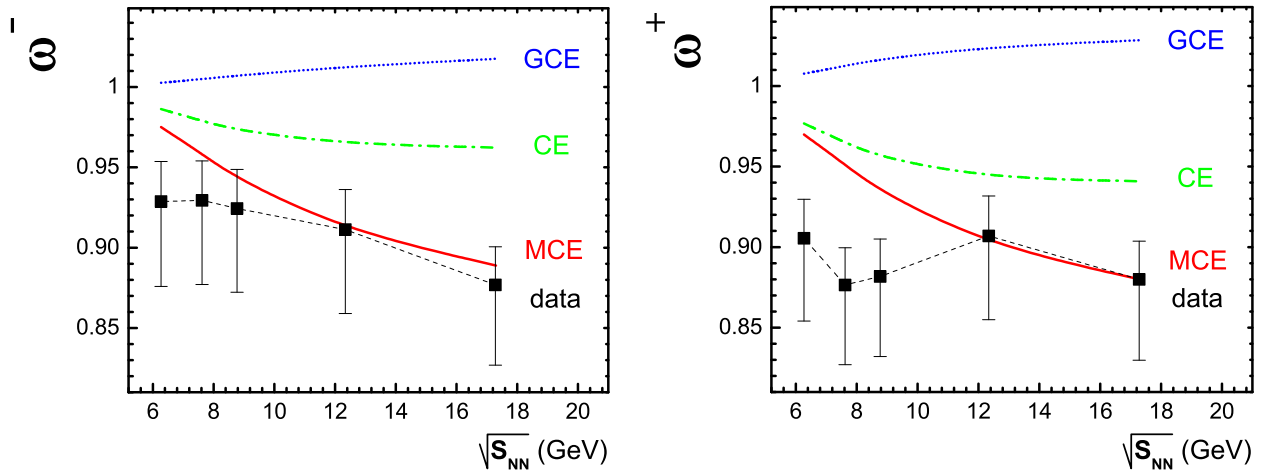 ω⁻
1
0.95
0.90
0.85
6 8 10 12 14 16 18 20
√S_NN (GeV)
GCE
CE
MCE
data
ω⁺
1
0.95
0.90
0.85
6 8 10 12 14 16 18 20
√S_NN (GeV)
GCE
CE
MCE
data